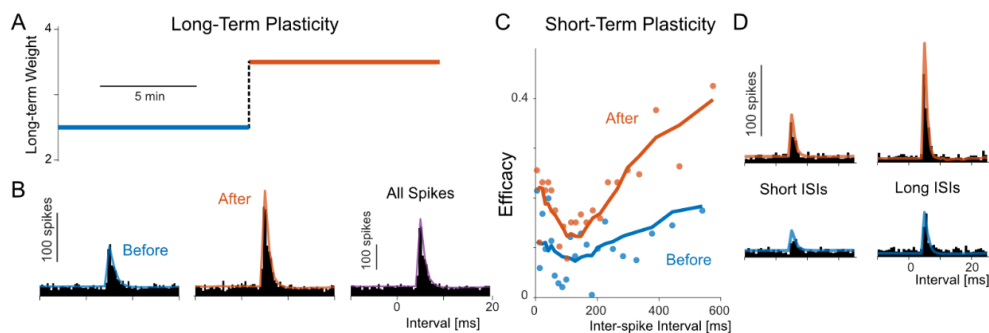 A
Long-Term Plasticity
4
Long-term Weight
5 min
2
B
100 spikes
Before
After
All Spikes
100 spikes
0
20
Interval [ms]
C
Short-Term Plasticity
0.4
After
Efficacy
Before
0
0
200
400
600
Inter-spike Interval [ms]
D
100 spikes
Short ISIs
Long ISIs
0
20
Interval [ms]